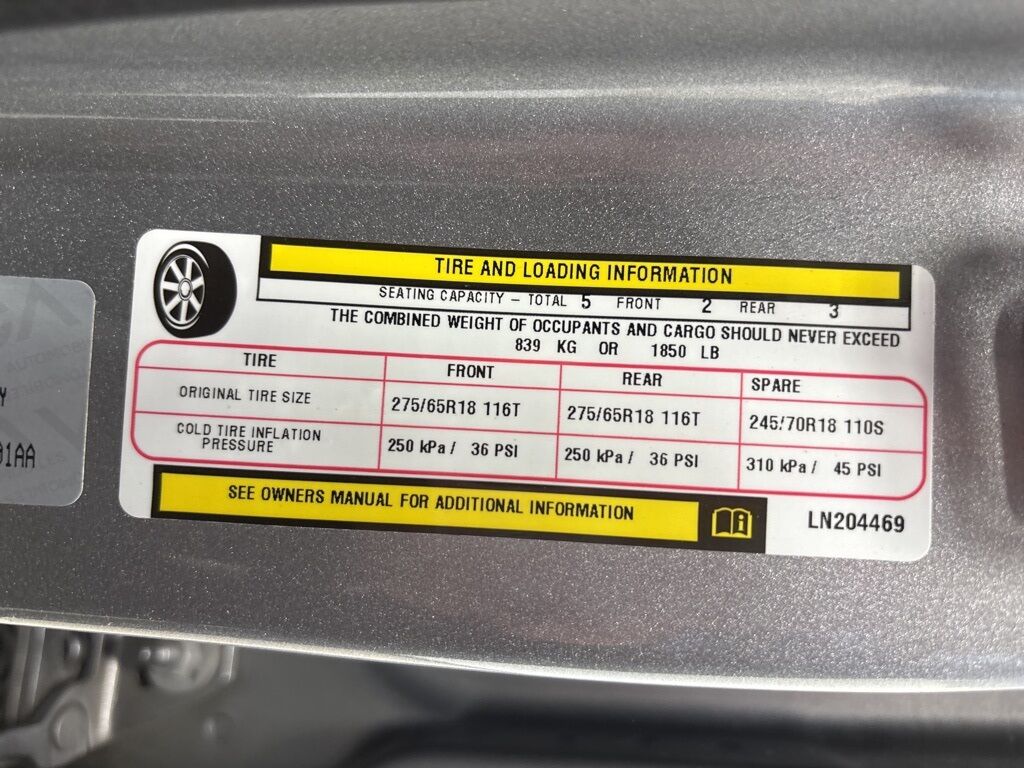 TIRE AND LOADING INFORMATION
SEATING CAPACITY – TOTAL 5 FRONT 2 REAR 3
THE COMBINED WEIGHT OF OCCUPANTS AND CARGO SHOULD NEVER EXCEED
839 KG OR 1850 LB
TIRE FRONT REAR SPARE
ORIGINAL TIRE SIZE 275/65R18 116T 275/65R18 116T 245/70R18 110S
COLD TIRE INFLATION PRESSURE 250 kPa / 36 PSI 250 kPa / 36 PSI 310 kPa / 45 PSI
SEE OWNERS MANUAL FOR ADDITIONAL INFORMATION
LN204469
Y
91AA